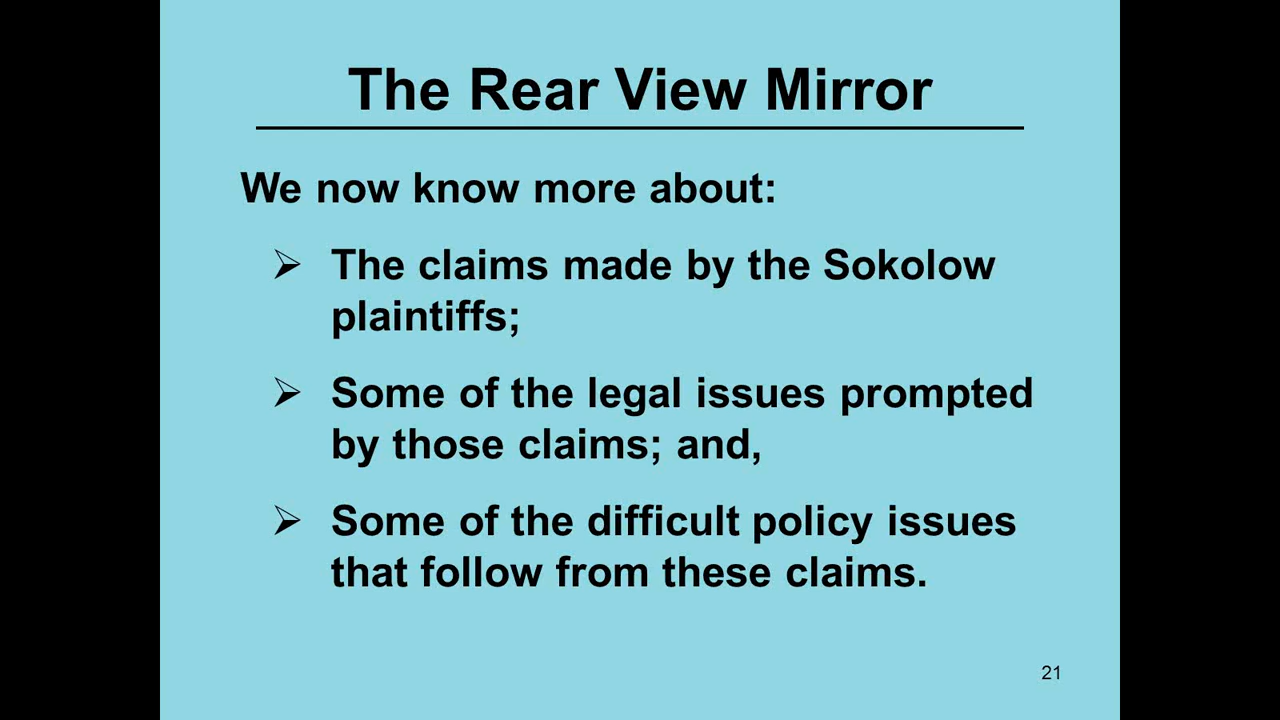 The Rear View Mirror
We now know more about:
➢ The claims made by the Sokolow
plaintiffs;
➢ Some of the legal issues prompted
by those claims; and,
➢ Some of the difficult policy issues
that follow from these claims.
21